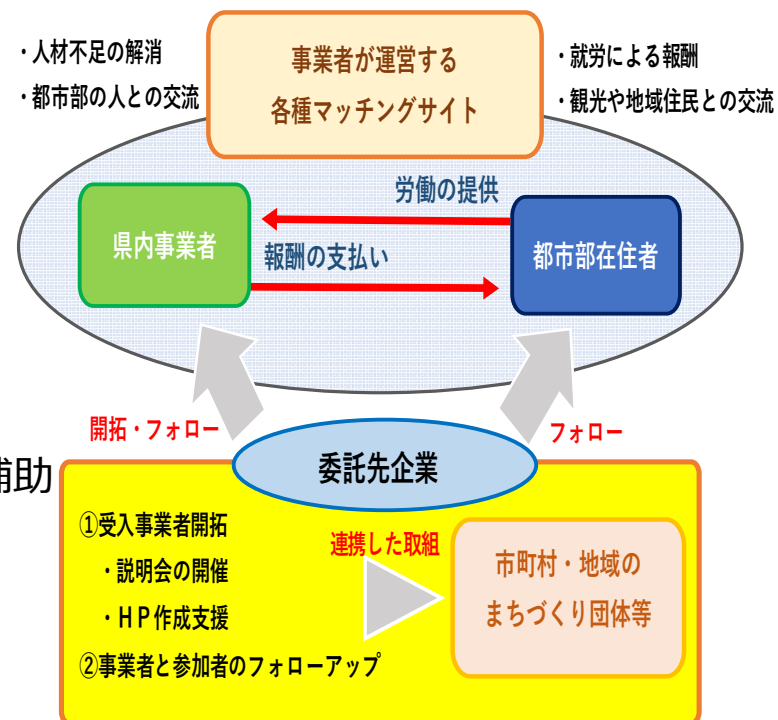 ・人材不足の解消
・都市部の人との交流
事業者が運営する
各種マッチングサイト
・就労による報酬
・観光や地域住民との交流
労働の提供
県内事業者
報酬の支払い
都市部在住者
開拓・フォロー
フォロー
委託先企業
補助
①受入事業者開拓
・説明会の開催
・ＨＰ作成支援
②事業者と参加者のフォローアップ
連携した取組
市町村・地域の
まちづくり団体等